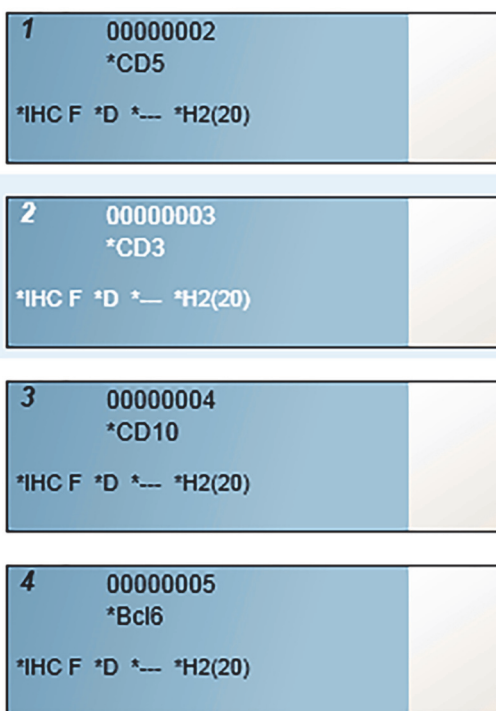 1 00000002
*CD5
*IHC F *D *--- *H2(20)
2 00000003
*CD3
*IHC F *D *--- *H2(20)
3 00000004
*CD10
*IHC F *D *--- *H2(20)
4 00000005
*Bcl6
*IHC F *D *--- *H2(20)